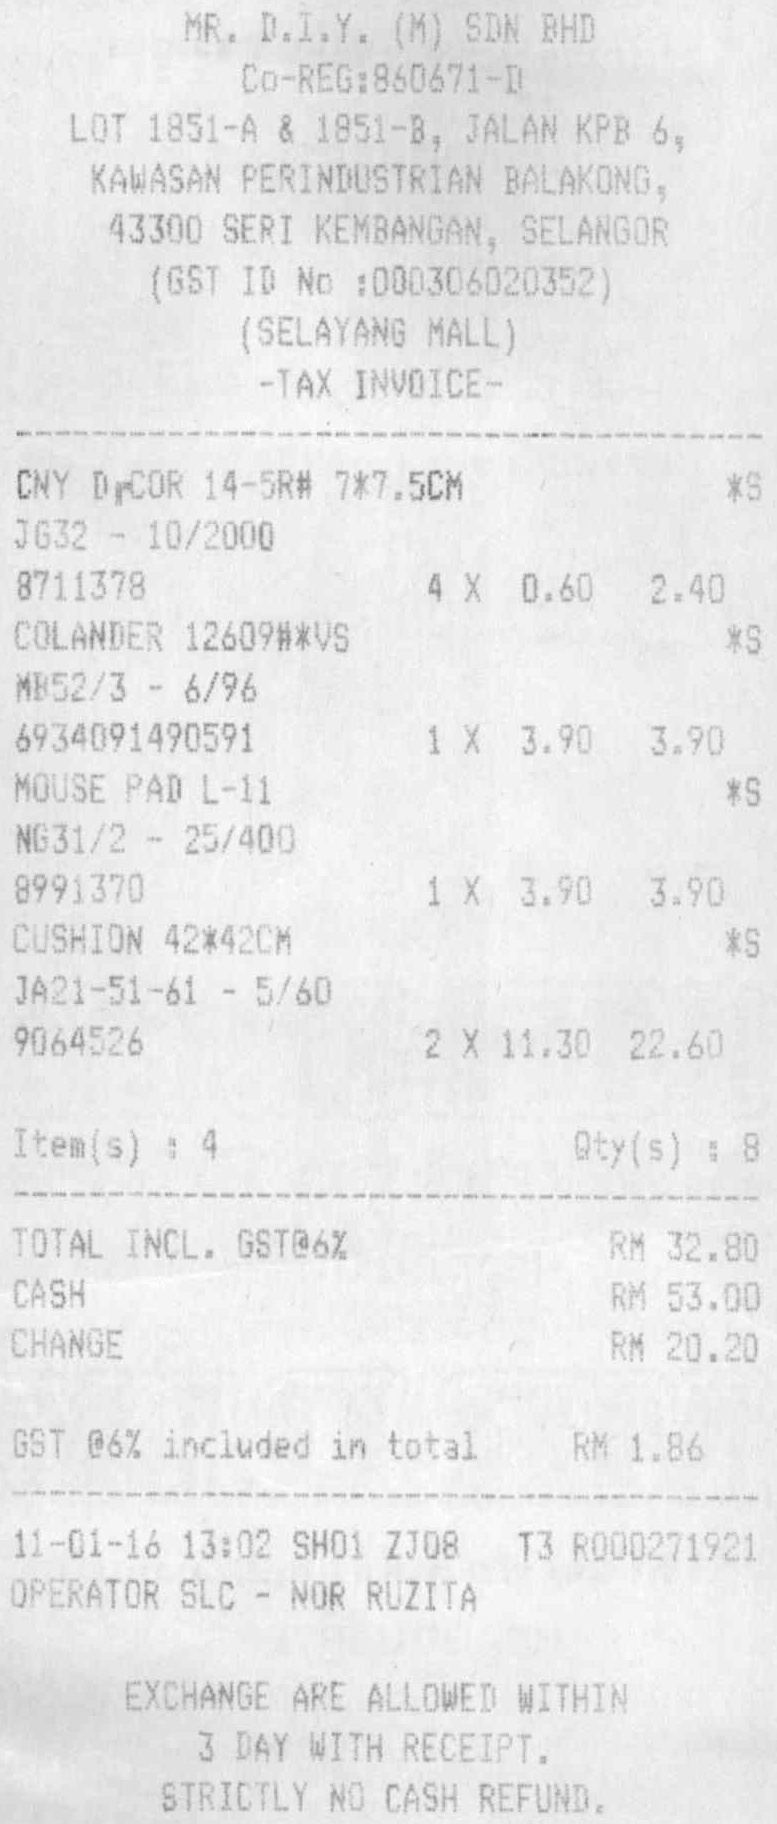 MR. D.I.Y. (M) SDN BHD
Co-REG:860671-D
LOT 1851-A & 1851-B, JALAN KPB 6,
KAWASAN PERINDUSTRIAN BALAKONG,
43300 SERI KEMBANGAN, SELANGOR
(GST ID No :000306020352)
(SELAYANG MALL)
-TAX INVOICE-
CNY 14-5R# 7*7.5CM *S
JG32 - 10/2000
8711378 4 X 0.60 2.40
COLANDER 12609#*VS *S
MB52/3 - 6/96
6934091490591 1 X 3.90 3.90
MOUSE PAD L-11 *S
NG31/2 - 25/400
8991370 1 X 3.90 3.90
CUSHION 42*42CM *S
JA21-51-61 - 5/60
9064526 2 X 11.30 22.60
Item(s) : 4 Qty(s) : 8
TOTAL INCL. GST@6% RM 32.80
CASH RM 53.00
CHANGE RM 20.20
GST @6% included in total RM 1.86
11-01-16 13:02 SH01 ZJ08 T3 R000271921
OPERATOR SLC - NOR RUZITA
EXCHANGE ARE ALLOWED WITHIN
3 DAY WITH RECEIPT.
STRICTLY NO CASH REFUND.